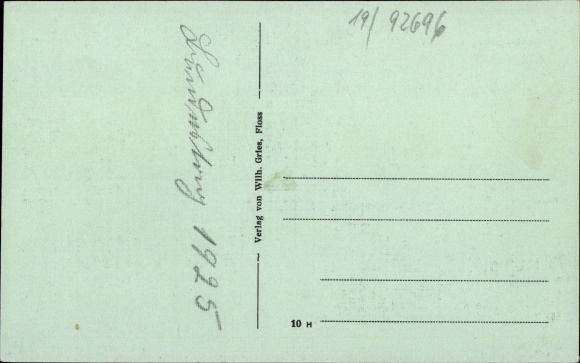 19/ 92696
1925
Verlag von Wilh. Gries, Floss
10 H